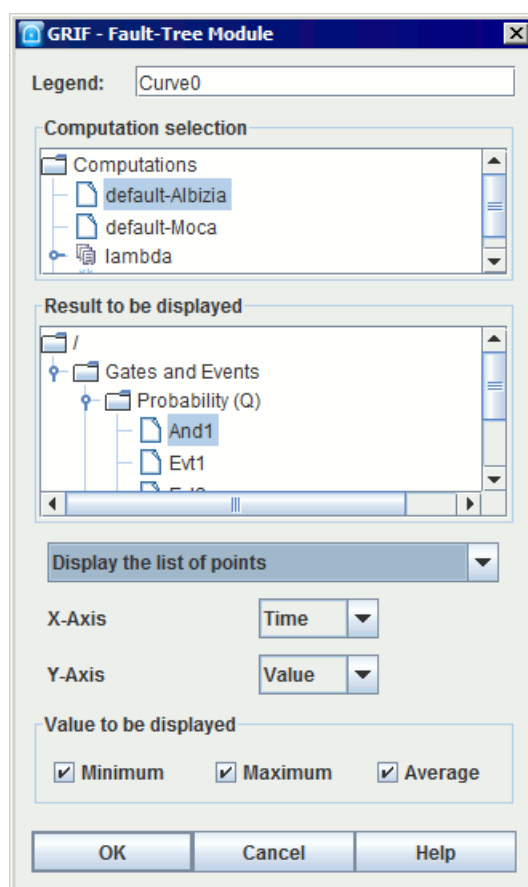 GRIF - Fault-Tree Module
Legend: Curve0
Computation selection
Computations
default-Albizia
default-Moca
lambda
Result to be displayed
/
Gates and Events
Probability (Q)
And1
Evt1
Display the list of points
X-Axis Time
Y-Axis Value
Value to be displayed
Minimum Maximum Average
OK Cancel Help